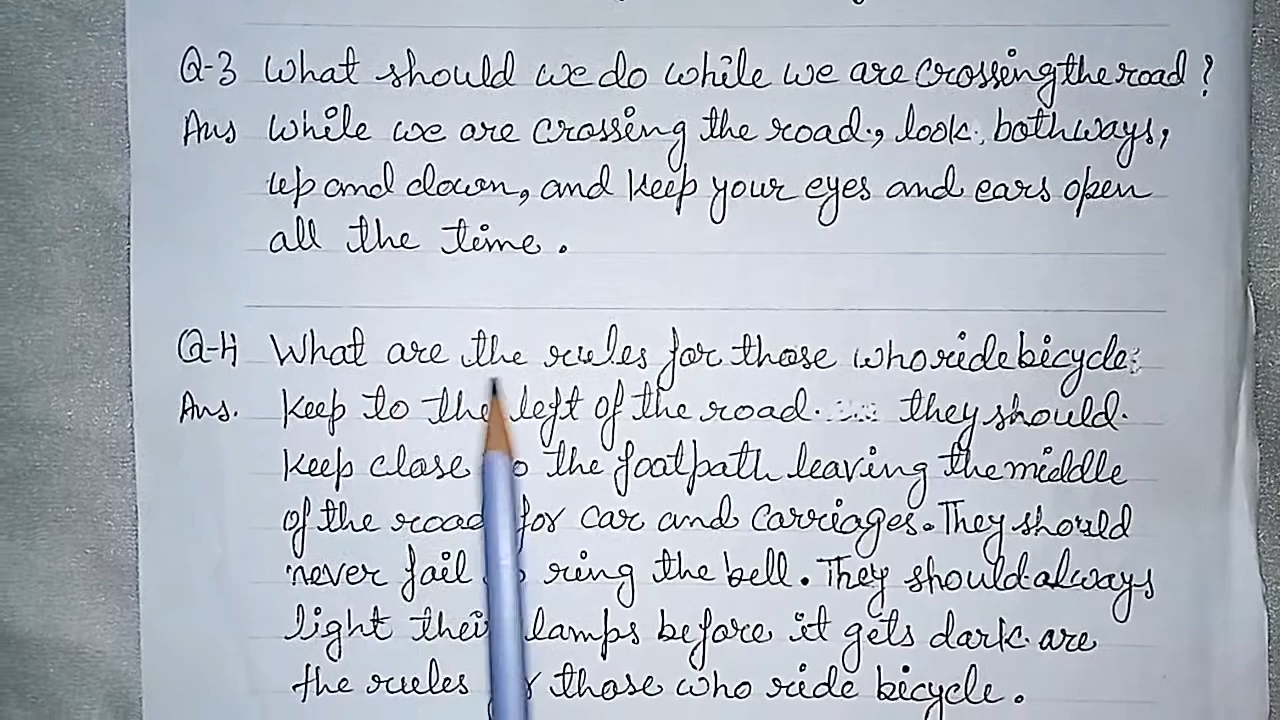 Q-3 What should we do while we are crossing the road ?
Ans While we are crossing the road, look, both ways,
up and down, and keep your eyes and ears open
all the time.
Q-4 What are the rules for those who ride bicycle:
Ans. Keep to the left of the road. they should.
keep close to the footpath leaving the middle
of the road for car and carriages. They should
never fail ring the bell. They should always
light their lamps before it gets dark. are
the rules those who ride bicycle.